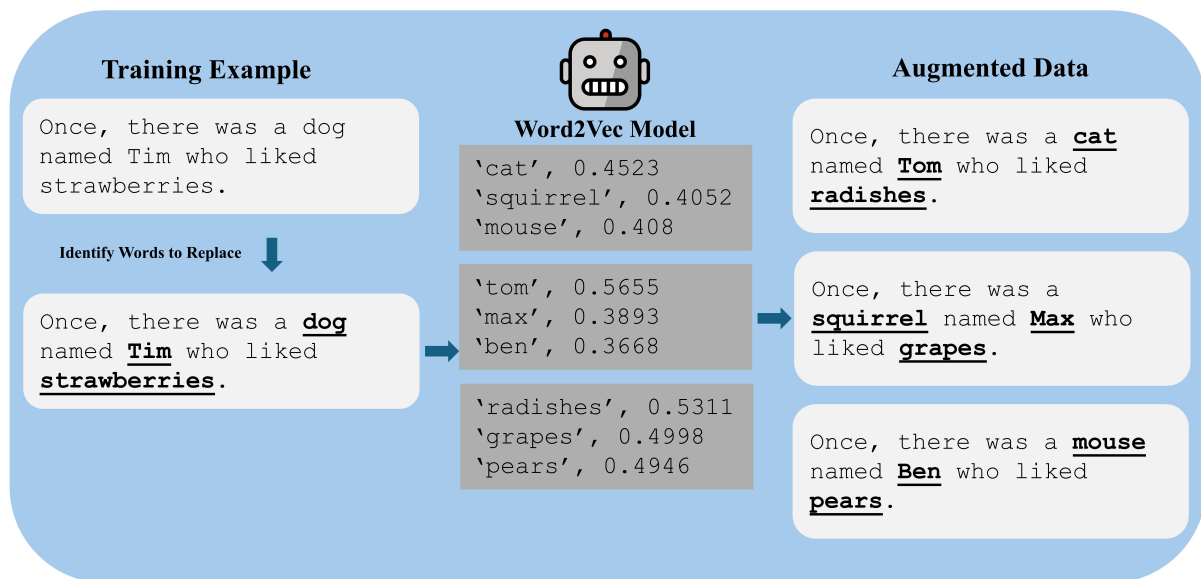 Training Example
Once, there was a dog
named Tim who liked
strawberries.
Identify Words to Replace
Once, there was a dog
named Tim who liked
strawberries.
Word2Vec Model
‘cat’, 0.4523
‘squirrel’, 0.4052
‘mouse’, 0.408
‘tom’, 0.5655
‘max’, 0.3893
‘ben’, 0.3668
‘radishes’, 0.5311
‘grapes’, 0.4998
‘pears’, 0.4946
Augmented Data
Once, there was a cat
named Tom who liked
radishes.
Once, there was a
squirrel named Max who
liked grapes.
Once, there was a mouse
named Ben who liked
pears.